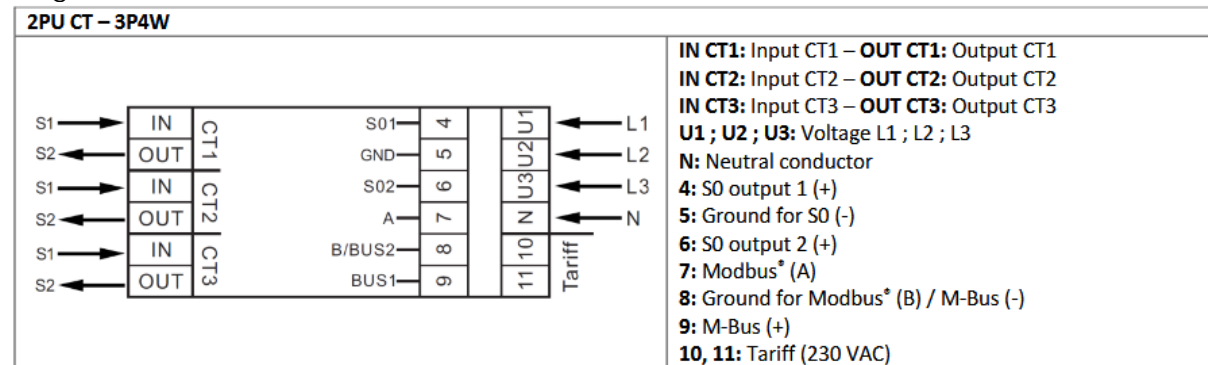 2PU CT – 3P4W
S1 IN
S2 OUT
CT1
S1 IN
S2 OUT
CT2
S1 IN
S2 OUT
CT3
S01 4
GND 5
S02 6
A 7
B/BUS2 8
BUS1 9
U1 L1
U2 L2
U3 L3
N N
10
11
Tariff
IN CT1: Input CT1 – OUT CT1: Output CT1
IN CT2: Input CT2 – OUT CT2: Output CT2
IN CT3: Input CT3 – OUT CT3: Output CT3
U1 ; U2 ; U3: Voltage L1 ; L2 ; L3
N: Neutral conductor
4: S0 output 1 (+)
5: Ground for S0 (-)
6: S0 output 2 (+)
7: Modbus® (A)
8: Ground for Modbus® (B) / M-Bus (-)
9: M-Bus (+)
10, 11: Tariff (230 VAC)